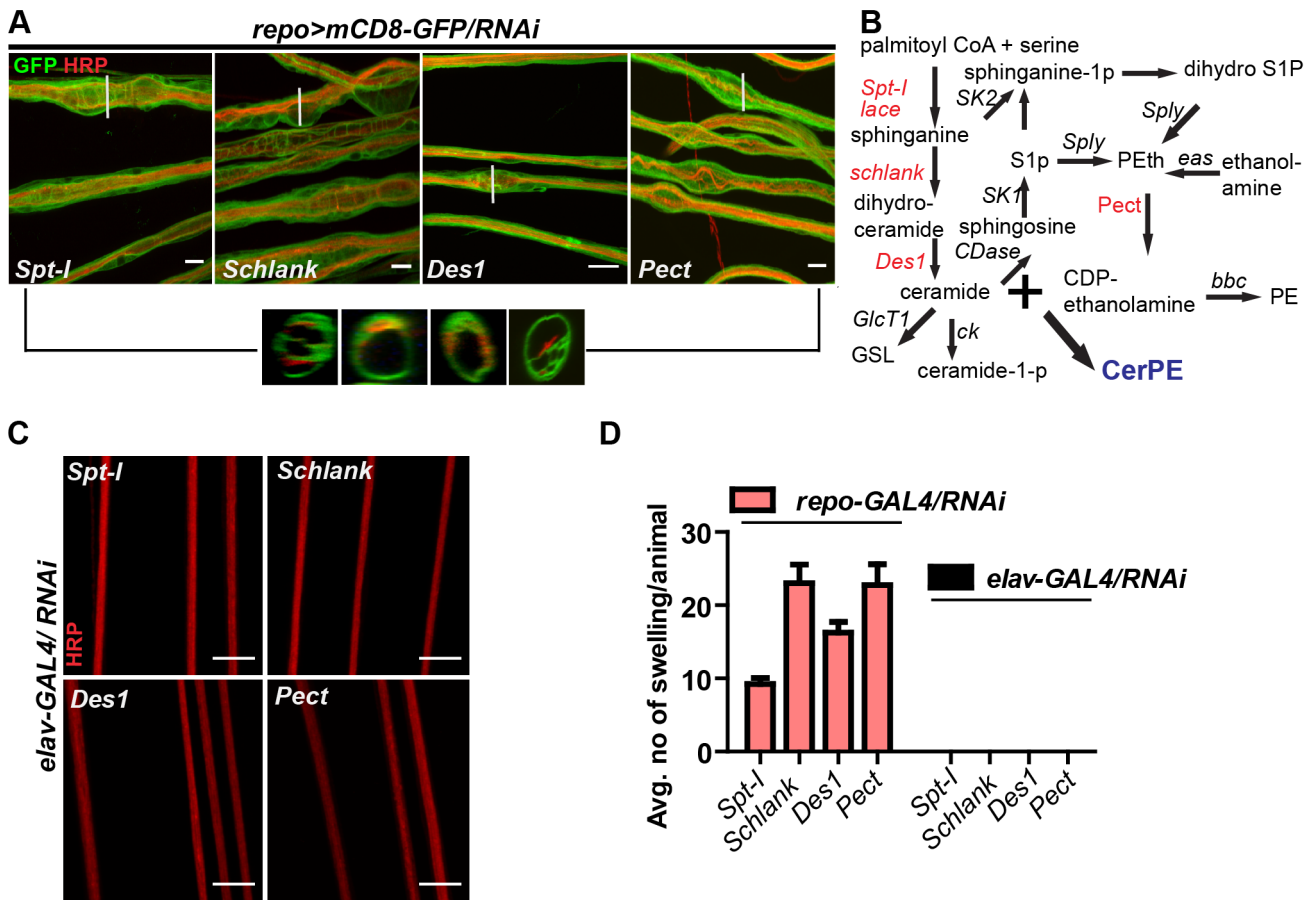 A
repo>mCD8-GFP/RNAi
GFP HRP
Spt-I
Schlank
Des1
Pect
B
palmitoyl CoA + serine
Spt-I
lace
SK2
sphinganine-1p
dihydro S1P
sphinganine
Sply
schlank
S1p
Sply
PEth
eas
ethanol-
amine
dihydro-
ceramide
SK1
Pect
sphingosine
Des1
CDase
ceramide
+
CDP-
ethanolamine
bbc
PE
GlcT1
ck
GSL
ceramide-1-p
CerPE
C
elav-GAL4/ RNAi
HRP
Spt-I
Schlank
Des1
Pect
D
repo-GAL4/RNAi
elav-GAL4/RNAi
Avg. no of swelling/animal
30
20
10
0
Spt-I
Schlank
Des1
Pect
Spt-I
Schlank
Des1
Pect